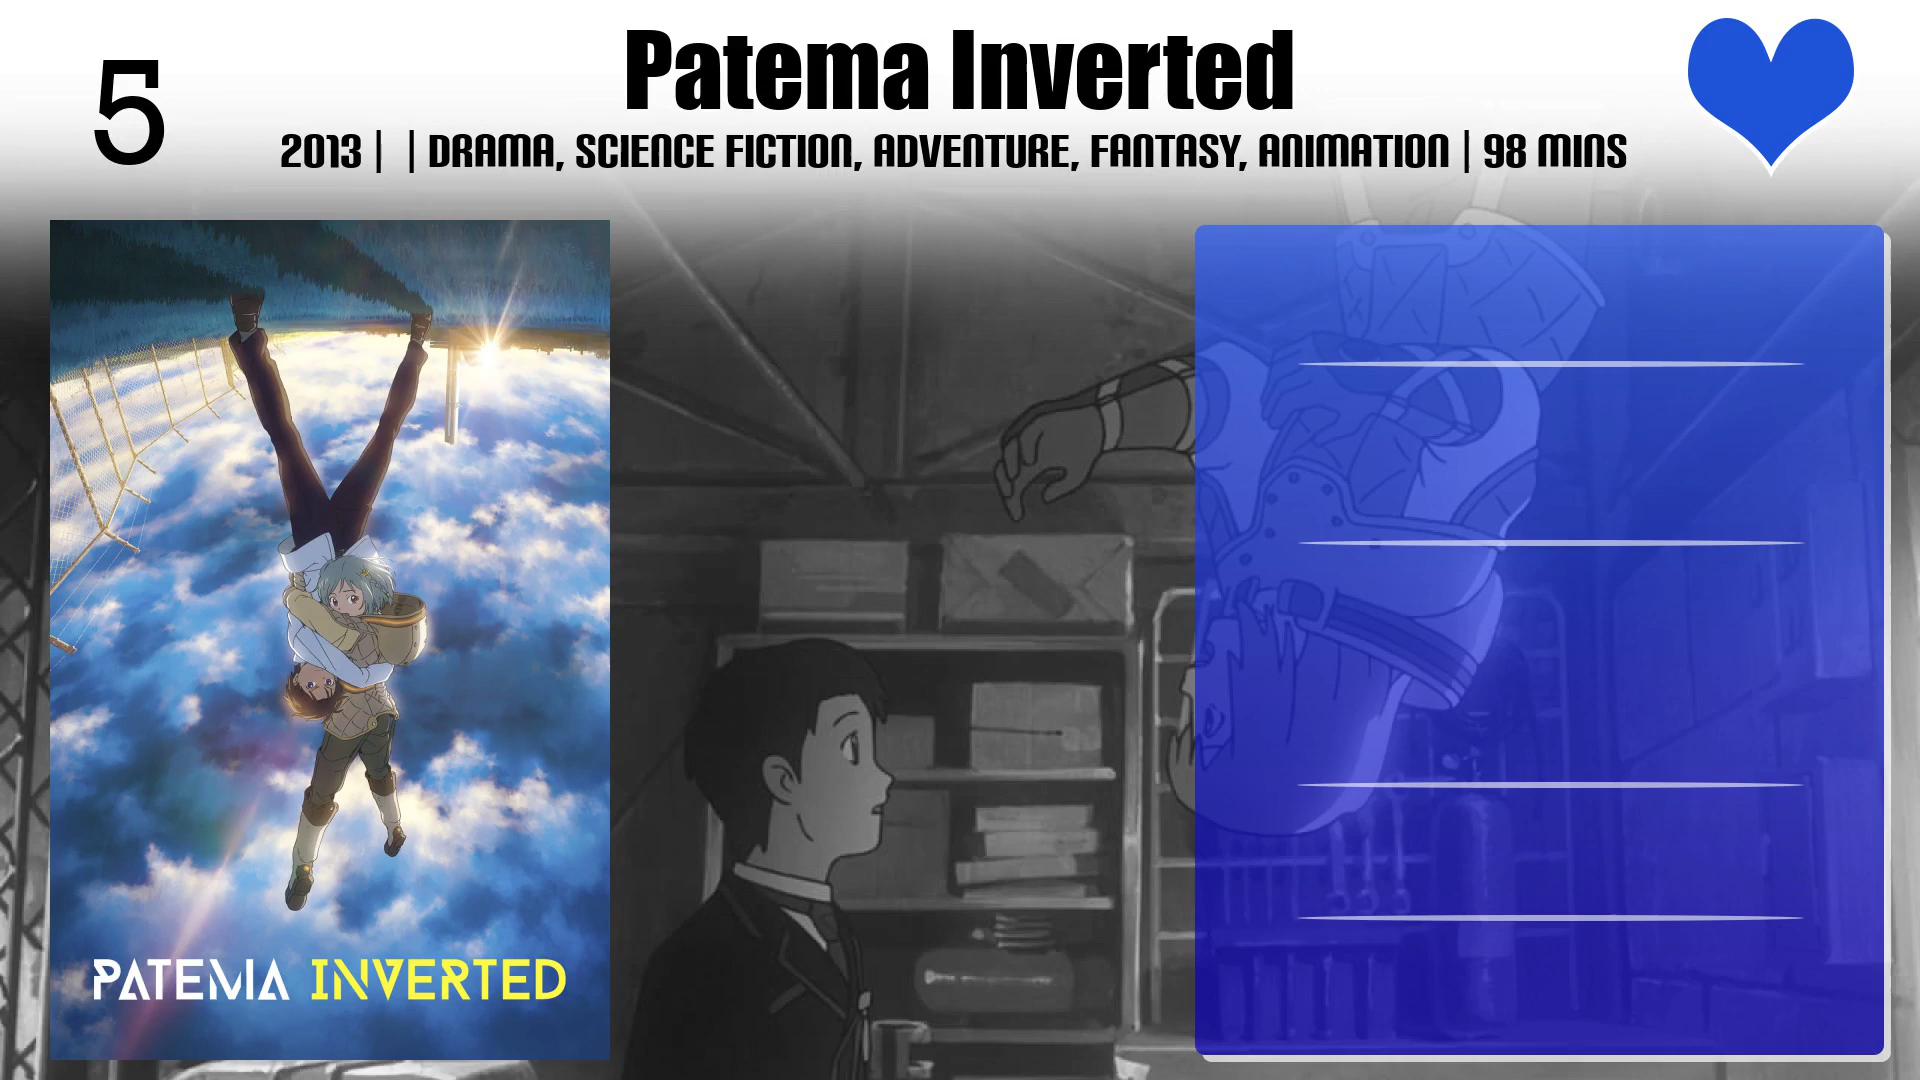 5
Patema Inverted
2013 | | DRAMA, SCIENCE FICTION, ADVENTURE, FANTASY, ANIMATION | 98 MINS
PATEMA INVERTED